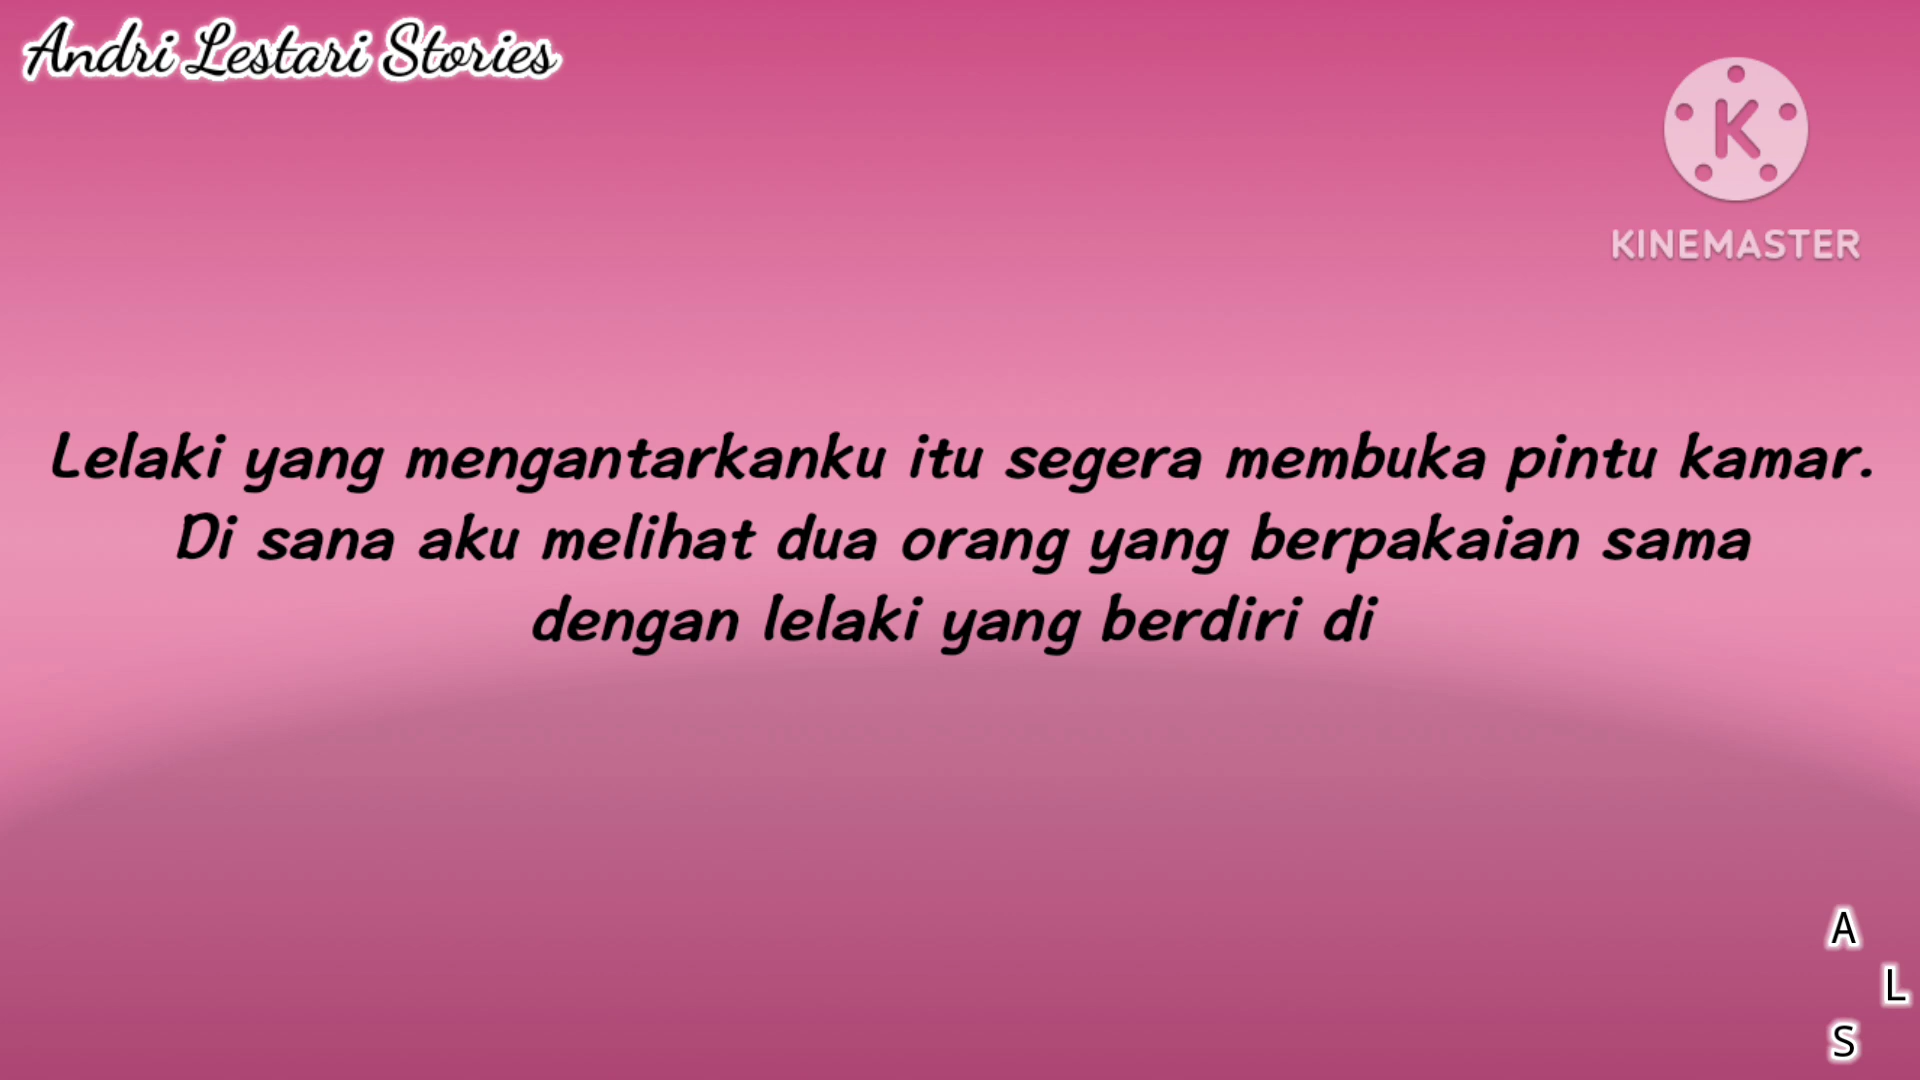 Andri Lestari Stories
K
KINEMASTER
Lelaki yang mengantarkanku itu segera membuka pintu kamar.
Di sana aku melihat dua orang yang berpakaian sama
dengan lelaki yang berdiri di
A
L
S